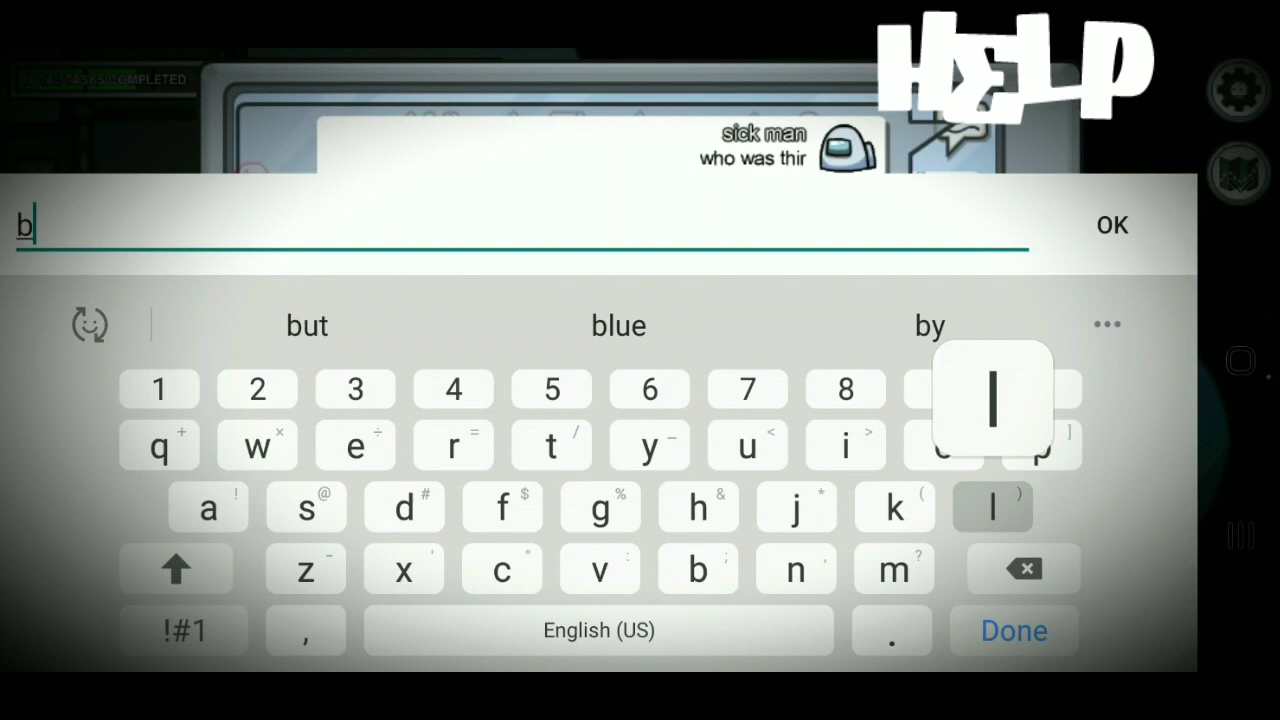 HELP
TOTAL TASKS COMPLETED
sick man
who was thir
b
OK
but blue by
1 2 3 4 5 6 7 8
l
q + w × e ÷ r = t / y _ u < i > p ]
a ! s @ d # f $ g % h & j * k ( l )
z - x ' c " v : b ; n , m ?
!#1 , English (US) . Done